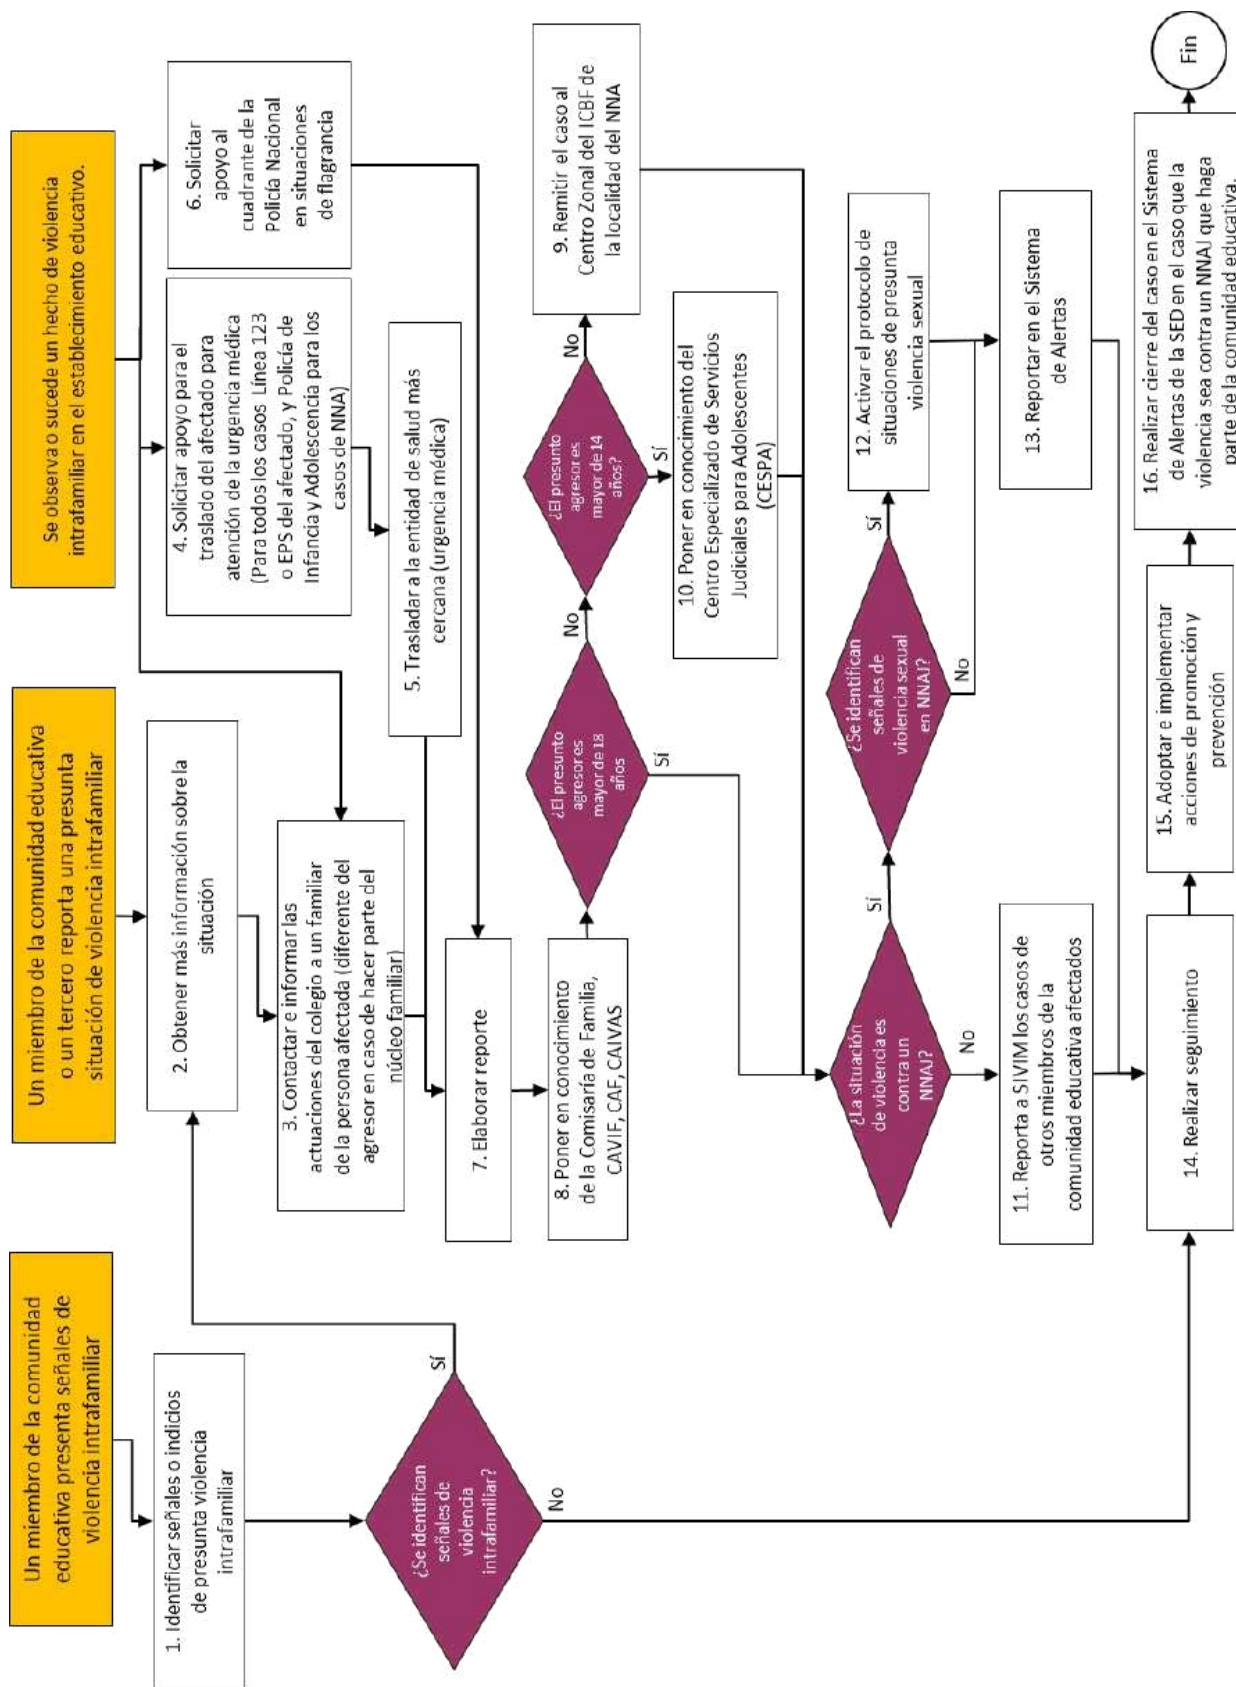 Un miembro de la comunidad
educativa presenta señales de
violencia intrafamiliar
Un miembro de la comunidad educativa
o un tercero reporta una presunta
situación de violencia intrafamiliar
Se observa o sucede un hecho de violencia
intrafamiliar en el establecimiento educativo.
1. Identificar señales o indicios
de presunta violencia
intrafamiliar
2. Obtener más información sobre la
situación
4. Solicitar apoyo para el
traslado del afectado para
atención de la urgencia médica
(Para todos los casos Línea 123
o EPS del afectado, y Policía de
Infancia y Adolescencia para los
casos de NNA)
6. Solicitar
apoyo al
cuadrante de la
Policía Nacional
en situaciones
de flagrancia
¿Se identifican
señales de
violencia
intrafamiliar?
Sí
No
3. Contactar e informar las
actuaciones del colegio a un familiar
de la persona afectada (diferente del
agresor en caso de hacer parte del
núcleo familiar)
5. Trasladar a la entidad de salud más
cercana (urgencia médica)
7. Elaborar reporte
8. Poner en conocimiento
de la Comisaría de Familia,
CAVIF, CAF, CAIVAS
¿El presunto
agresor es
mayor de 18
años
No
Sí
¿El presunto
agresor es
mayor de 14
años?
No
Sí
9. Remitir el caso al
Centro Zonal del ICBF de
la localidad del NNA
10. Poner en conocimiento del
Centro Especializado de Servicios
Judiciales para Adolescentes
(CESPA)
¿La situación
de violencia es
contra un
NNAJ?
Sí
No
¿Se identifican
señales de
violencia sexual
en NNAJ?
Sí
No
12. Activar el protocolo de
situaciones de presunta
violencia sexual
11. Reporta a SIVIM los casos de
otros miembros de la
comunidad educativa afectados
13. Reportar en el Sistema
de Alertas
14. Realizar seguimiento
15. Adoptar e implementar
acciones de promoción y
prevención
16. Realizar cierre del caso en el Sistema
de Alertas de la SED en el caso que la
violencia sea contra un NNAJ que haga
parte de la comunidad educativa.
Fin